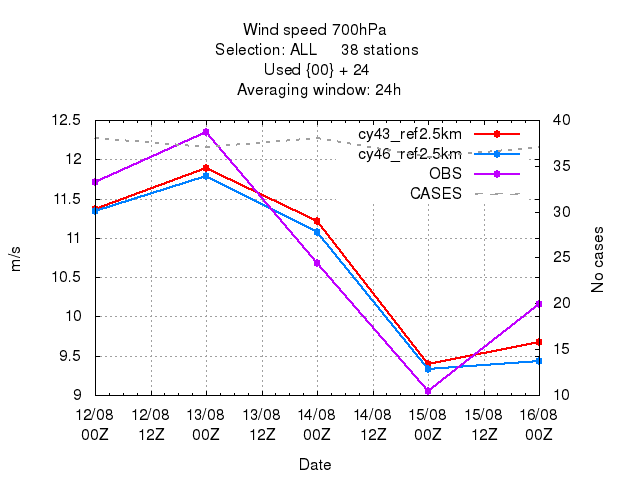 Wind speed 700hPa
Selection: ALL 38 stations
Used {00} + 24
Averaging window: 24h
12.5
12
11.5
11
10.5
10
9.5
9
40
35
30
25
20
15
10
cy43_ref2.5km
cy46_ref2.5km
OBS
CASES
m/s
No cases
12/08 12/08 13/08 13/08 14/08 14/08 15/08 15/08 16/08
00Z 12Z 00Z 12Z 00Z 12Z 00Z 12Z 00Z
Date